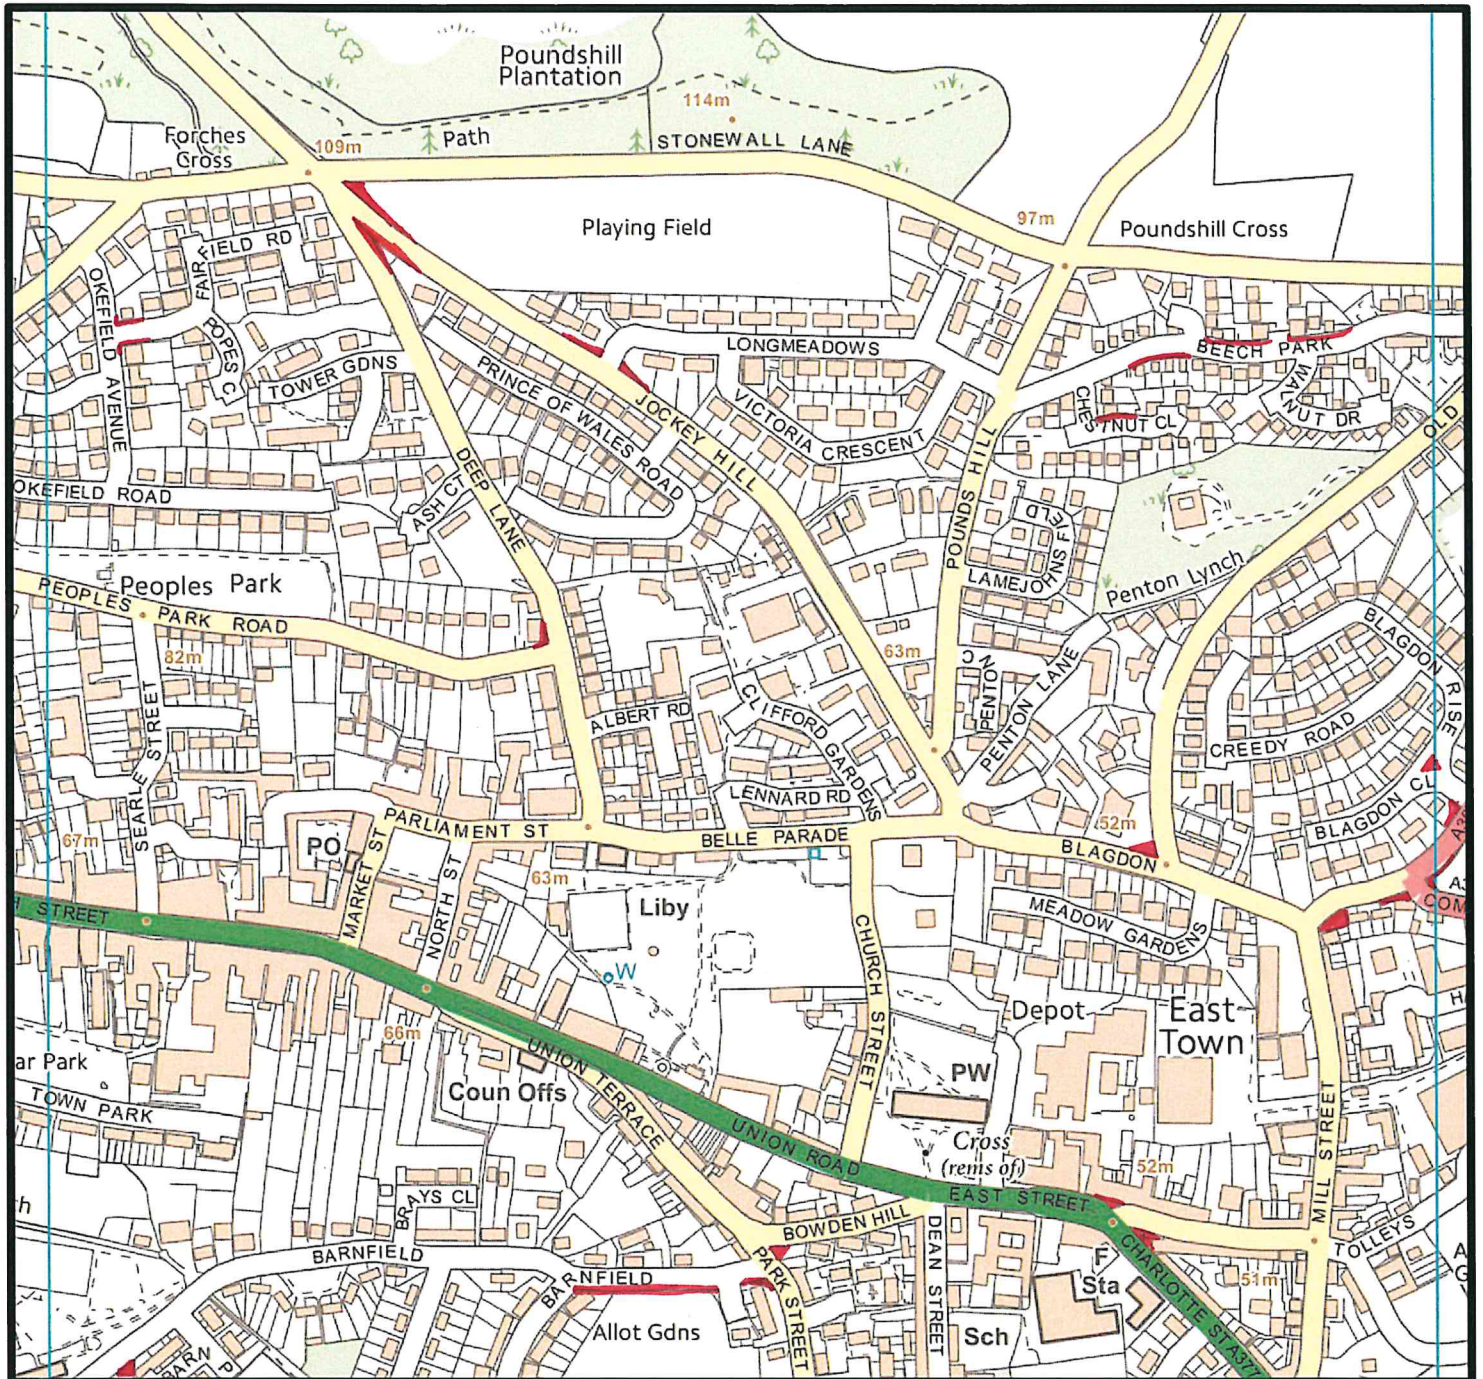 Poundshill
Plantation
114m
Forches
Cross
109m
Path
STONEWALL LANE
Playing Field
97m
Poundshill Cross
FAIRFIELD RD
OKEFIELD AVENUE
POPES C
TOWER GDNS
LONGMEADOWS
BEECH PARK
PRINCE OF WALES ROAD
JOCKEY HILL
VICTORIA CRESCENT
CHESTNUT CL
WALNUT DR
OLD
DEEP LANE
ASH CT
OKEFIELD ROAD
POUNDS HILL
LAMEJOHNS FIELD
Penton Lynch
Peoples Park
PEOPLES PARK ROAD
82m
63m
PENTON C
PENTON LANE
BLAGDON RISE
SEARLE STREET
ALBERT RD
CLIFFORD GARDENS
CREEDY ROAD
LENNARD RD
BLAGDON CL
67m
PO
MARKET ST
PARLIAMENT ST
NORTH ST
BELLE PARADE
52m
BLAGDON
A3
COM
63m
Liby
H STREET
W
CHURCH STREET
MEADOW GARDENS
66m
Depot
East
Town
ar Park
TOWN PARK
Coun Offs
UNION TERRACE
PW
UNION ROAD
Cross
(rems of)
52m
MILL STREET
EAST STREET
BRAYS CL
BOWDEN HILL
TOLLEYS
BARNFIELD
BARNFIELD
PARK STREET
DEAN STREET
F
Sta
CHARLOTTE ST A377
51m
Allot Gdns
Sch
BARN P